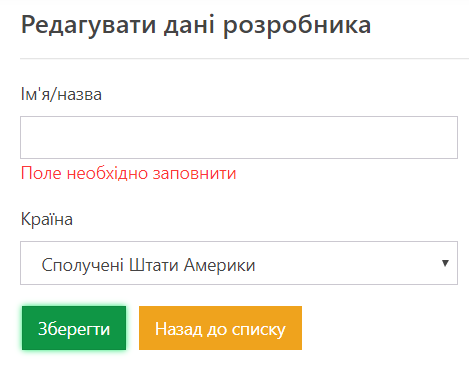 Редагувати дані розробника
Ім'я/назва
Поле необхідно заповнити
Країна
Сполучені Штати Америки
Зберегти
Назад до списку